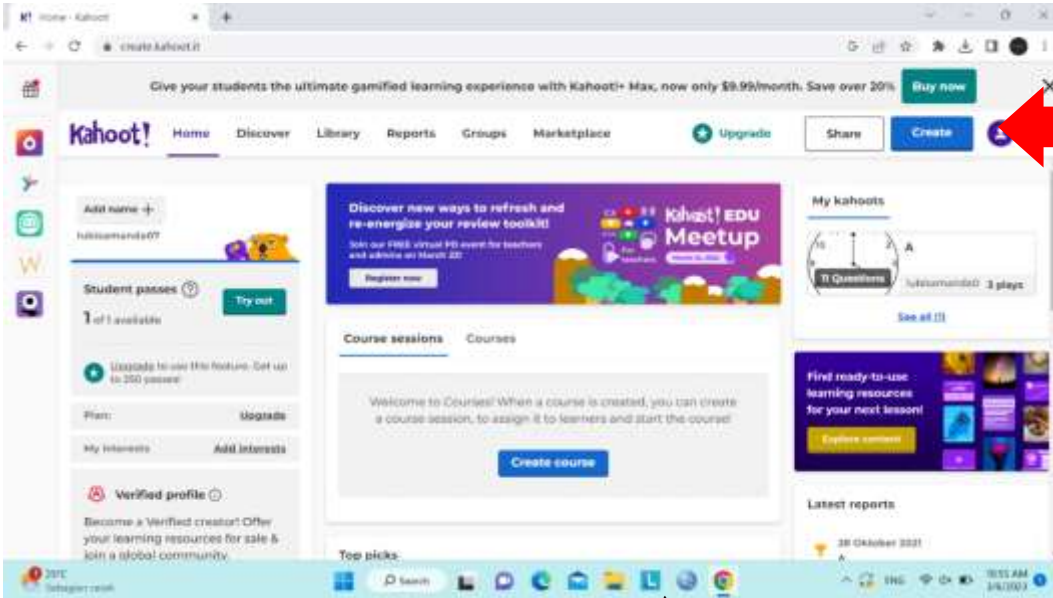 Home - Kahoot!
create.kahoot.it
Give your students the ultimate gamified learning experience with Kahoot!+ Max, now only $9.99/month. Save over 20%
Buy now
Kahoot!
Home
Discover
Library
Reports
Groups
Marketplace
Upgrade
Share
Create
Add name +
Student passes
Try out
1 of 1 available
Upgrade to use this feature. Get up
to 250 passes!
Plan:
Upgrade
My interests
Add interests
Verified profile
Become a Verified creator! Offer
your learning resources for sale &
join a global community.
Discover new ways to refresh and
re-energize your review toolkit!
Join our FREE virtual PD event for teachers
and admins on March 22!
Register now
Kahoot! EDU
Meetup
For
teachers
Course sessions
Courses
Welcome to Courses! When a course is created, you can create
a course session, to assign it to learners and start the course!
Create course
Top picks
My kahoots
A
11 Questions
3 plays
See all (1)
Find ready-to-use
learning resources
for your next lesson!
Explore content
Latest reports
28 Oktober 2021
A
Search
ENG
10:55 AM
3/6/2023